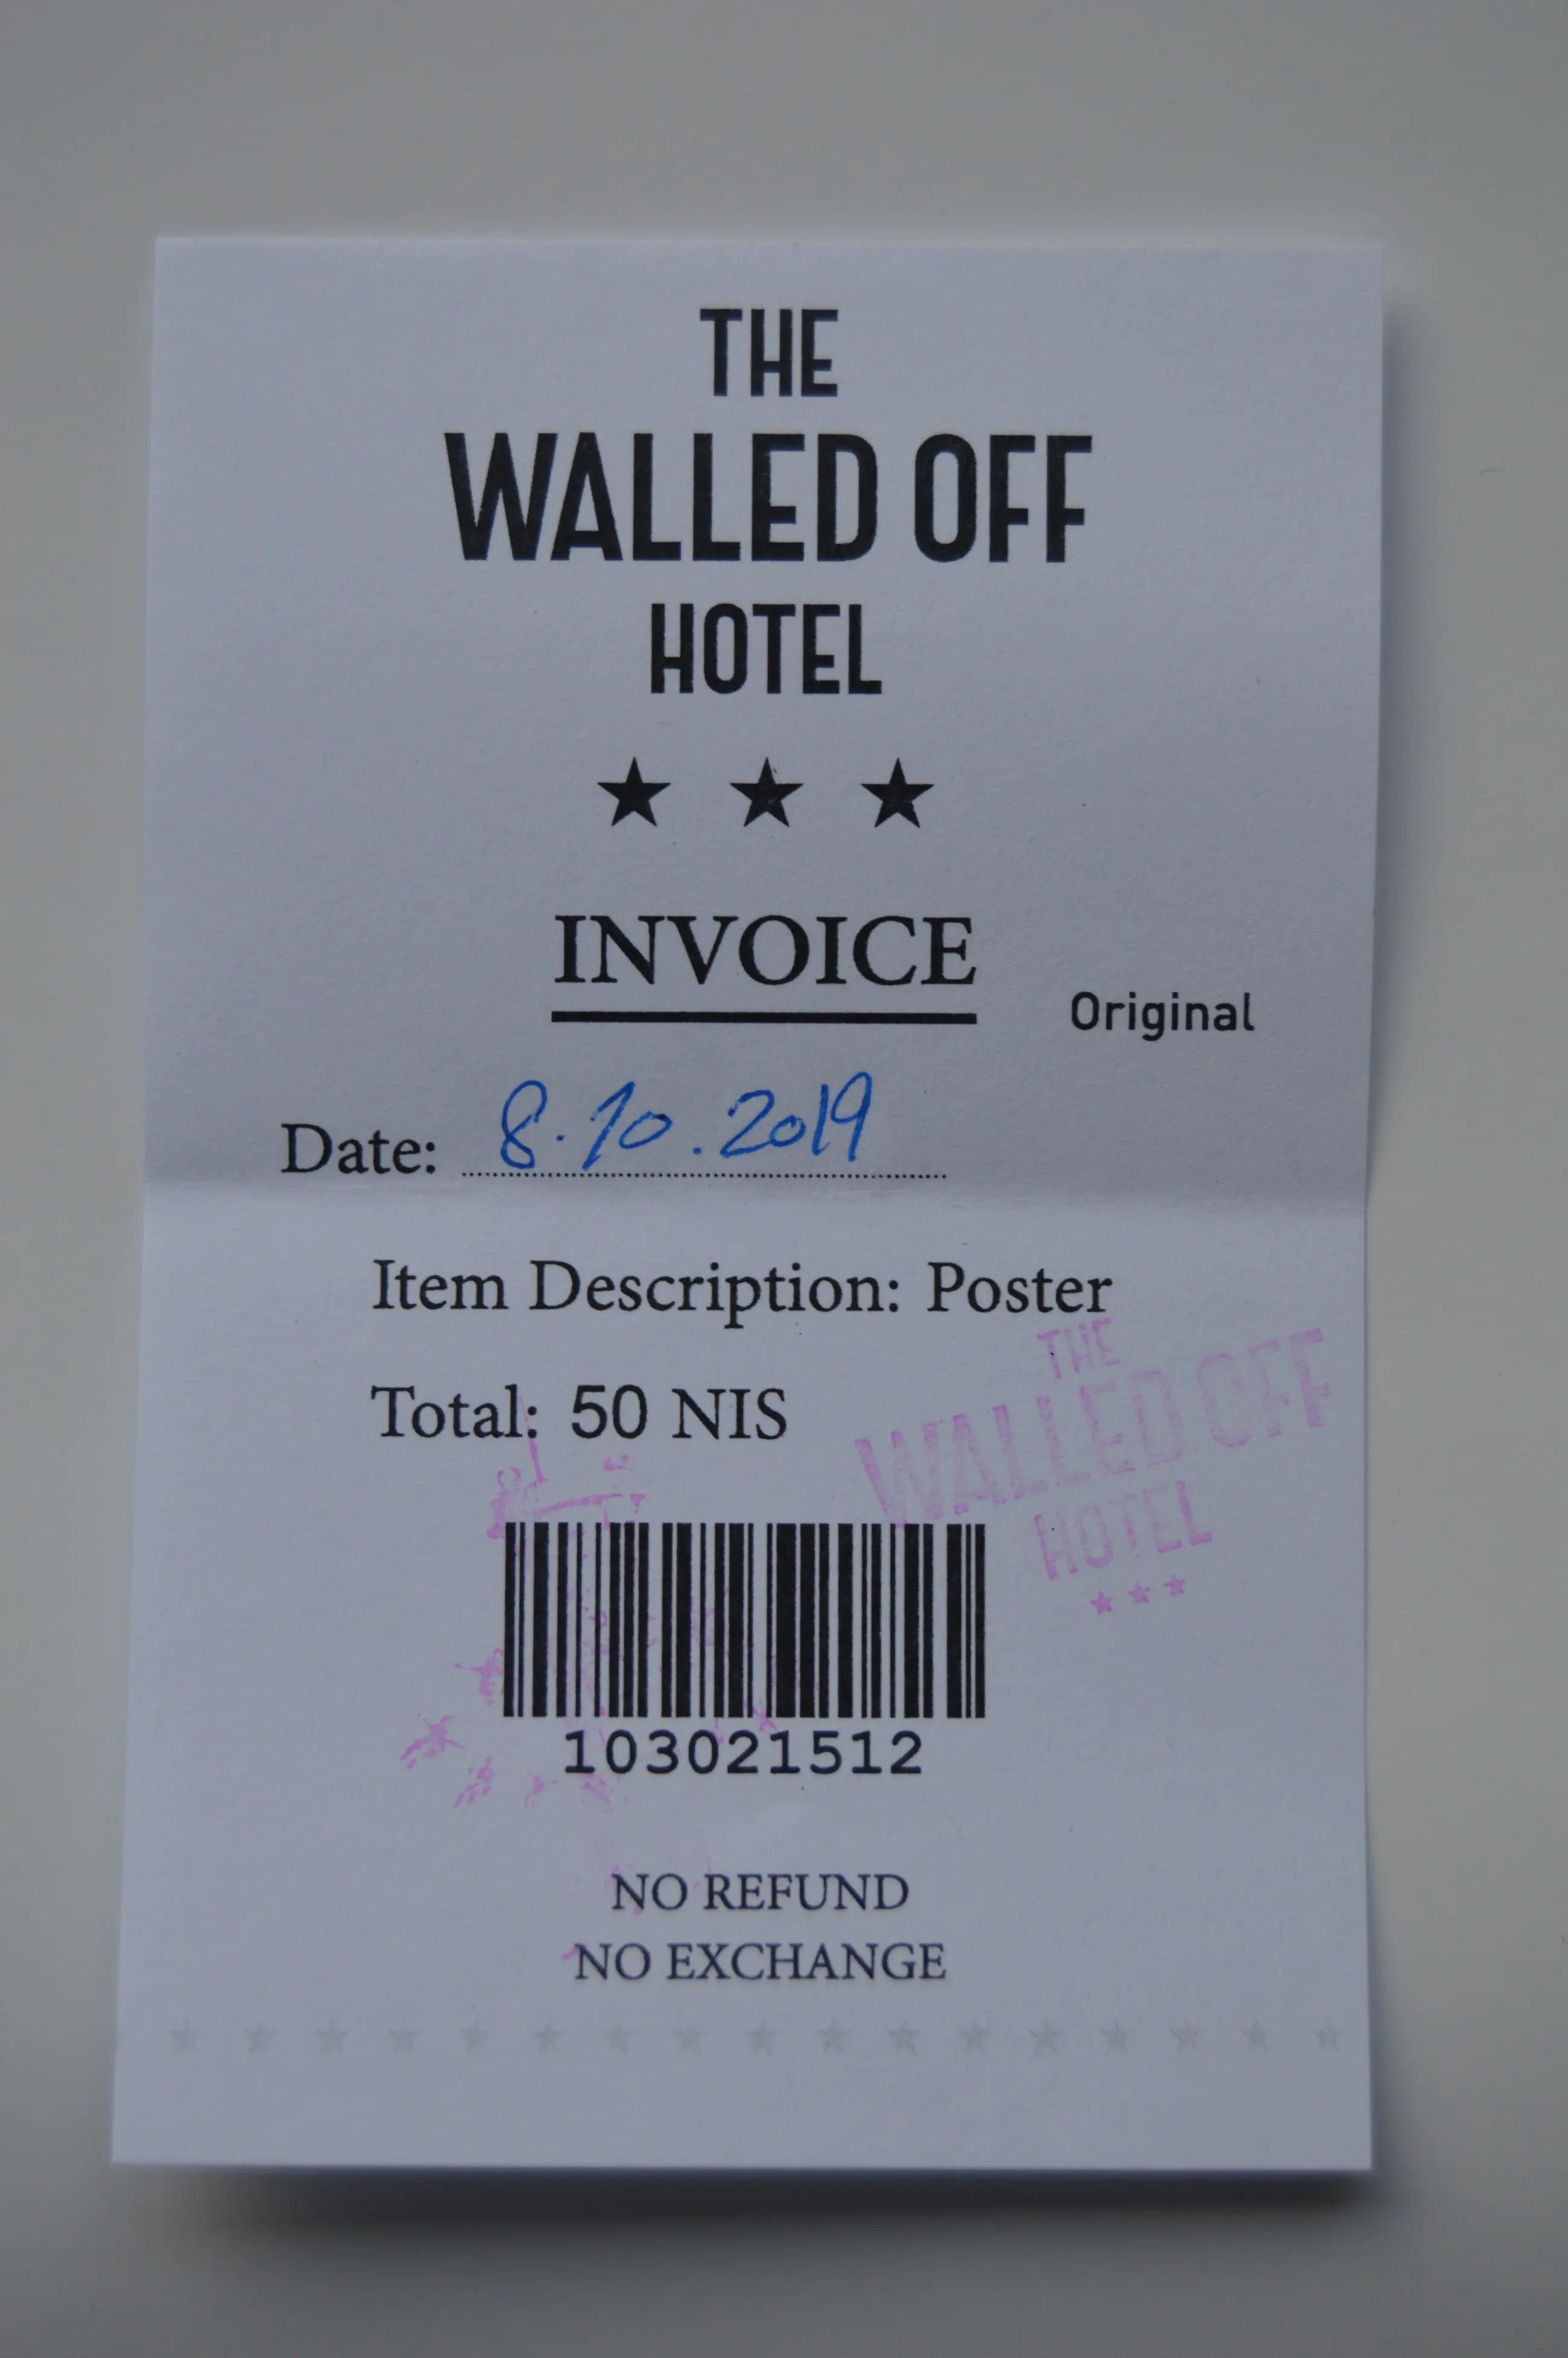 THE
WALLED OFF
HOTEL
INVOICE
Original
Date: 8.10.2019
Item Description: Poster
Total: 50 NIS
THE
WALLED OFF
HOTEL
103021512
NO REFUND
NO EXCHANGE